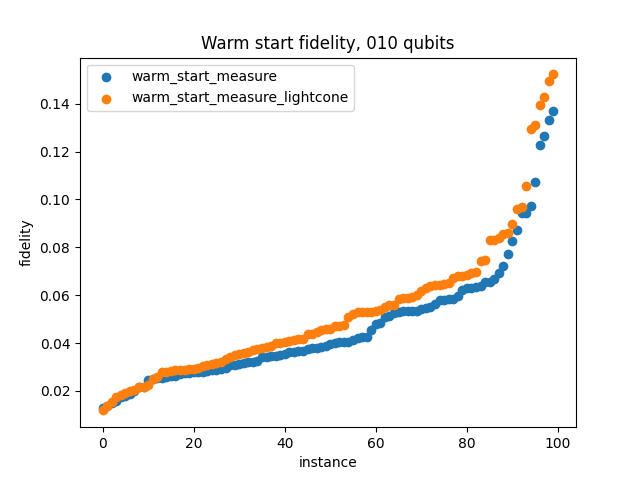 Warm start fidelity, 010 qubits
warm_start_measure
warm_start_measure_lightcone
fidelity
0.14
0.12
0.10
0.08
0.06
0.04
0.02
0 20 40 60 80 100
instance